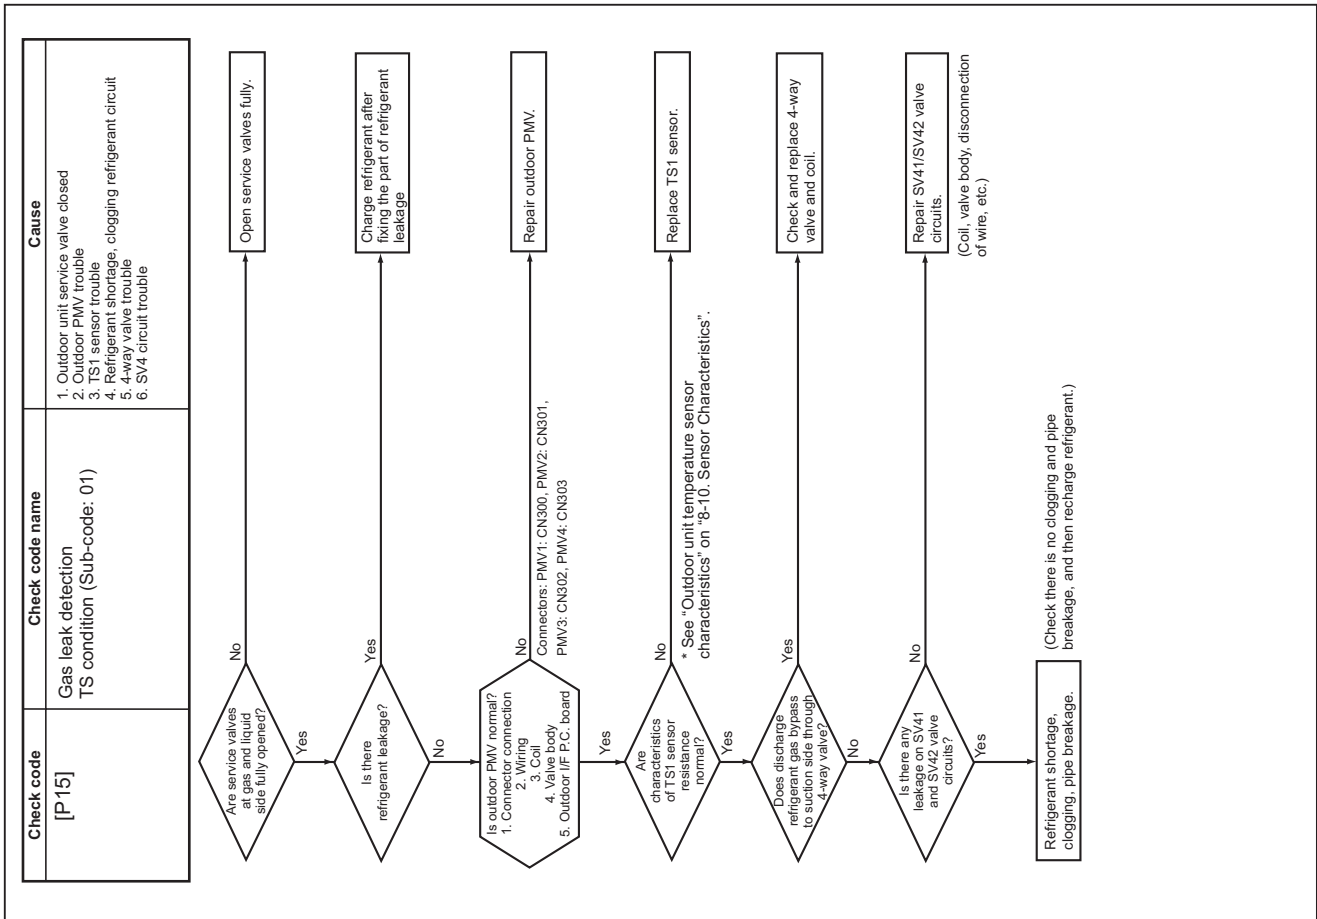 Check code
Check code name
Cause
[P15]
Gas leak detection
TS condition (Sub-code: 01)
1. Outdoor unit service valve closed
2. Outdoor PMV trouble
3. TS1 sensor trouble
4. Refrigerant shortage, clogging refrigerant circuit
5. 4-way valve trouble
6. SV4 circuit trouble
Are service valves
at gas and liquid
side fully opened?
No
Open service valves fully.
Yes
Is there
refrigerant leakage?
Yes
Charge refrigerant after
fixing the part of refrigerant
leakage
No
Is outdoor PMV normal?
1. Connector connection
2. Wiring
3. Coil
4. Valve body
5. Outdoor I/F P.C. board
No
Repair outdoor PMV.
Connectors: PMV1: CN300, PMV2: CN301,
PMV3: CN302, PMV4: CN303
Yes
Are
characteristics
of TS1 sensor
resistance
normal?
No
Replace TS1 sensor.
* See “Outdoor unit temperature sensor
characteristics” on “8-10. Sensor Characteristics”.
Yes
Does discharge
refrigerant gas bypass
to suction side through
4-way valve?
Yes
Check and replace 4-way
valve and coil.
No
Is there any
leakage on SV41
and SV42 valve
circuits?
No
Repair SV41/SV42 valve
circuits.
(Coil, valve body, disconnection
of wire, etc.)
Yes
Refrigerant shortage,
clogging, pipe breakage.
(Check there is no clogging and pipe
breakage, and then recharge refrigerant.)